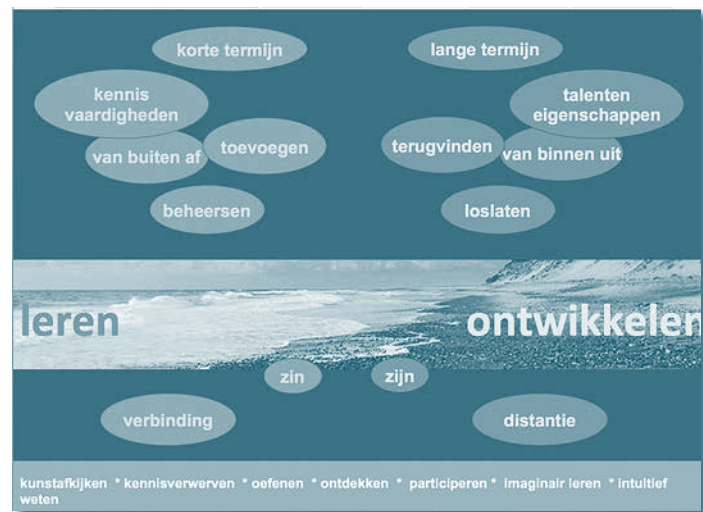 korte termijn
lange termijn
kennis
vaardigheden
talenten
eigenschappen
van buiten af
toevoegen
terugvinden
van binnen uit
beheersen
loslaten
leren
ontwikkelen
zin
zijn
verbinding
distantie
kunstafkijken * kennisverwerven * oefenen * ontdekken * participeren * imaginair leren * intuitief
weten